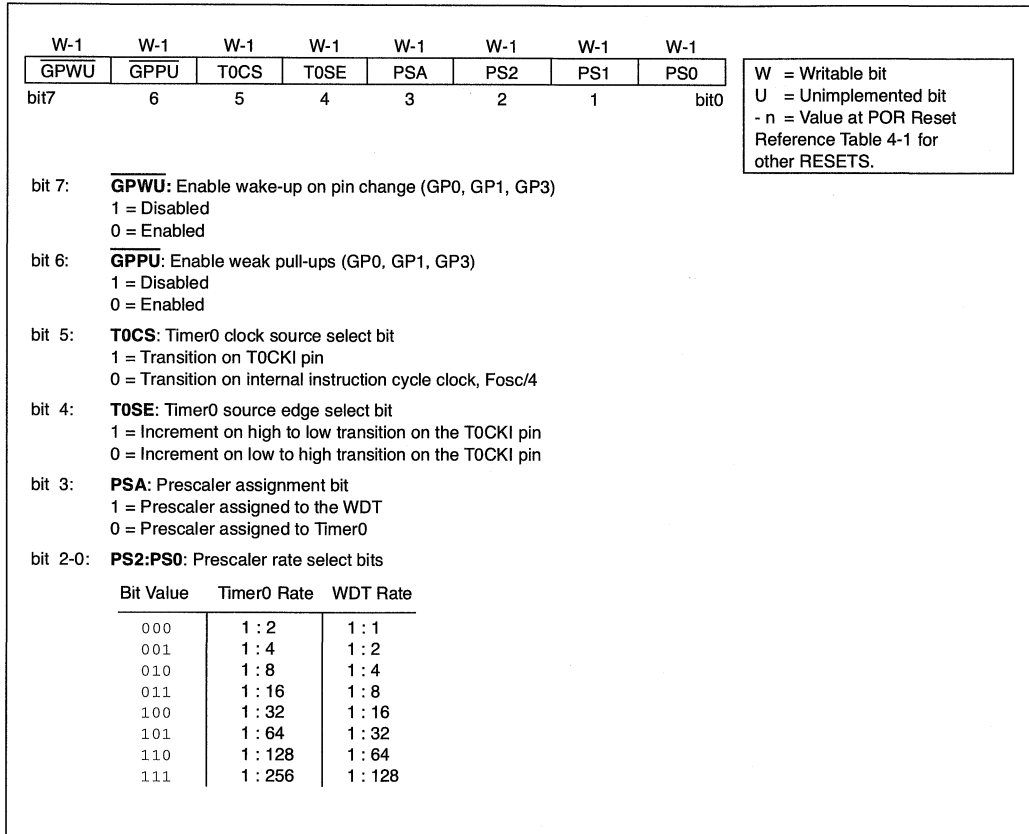 W-1 W-1 W-1 W-1 W-1 W-1 W-1 W-1
GPWU GPPU T0CS T0SE PSA PS2 PS1 PS0
bit7 6 5 4 3 2 1 bit0
W = Writable bit
U = Unimplemented bit
- n = Value at POR Reset
Reference Table 4-1 for
other RESETS.
bit 7: GPWU: Enable wake-up on pin change (GP0, GP1, GP3)
1 = Disabled
0 = Enabled
bit 6: GPPU: Enable weak pull-ups (GP0, GP1, GP3)
1 = Disabled
0 = Enabled
bit 5: T0CS: Timer0 clock source select bit
1 = Transition on T0CKI pin
0 = Transition on internal instruction cycle clock, Fosc/4
bit 4: T0SE: Timer0 source edge select bit
1 = Increment on high to low transition on the T0CKI pin
0 = Increment on low to high transition on the T0CKI pin
bit 3: PSA: Prescaler assignment bit
1 = Prescaler assigned to the WDT
0 = Prescaler assigned to Timer0
bit 2-0: PS2:PS0: Prescaler rate select bits
Bit Value Timer0 Rate WDT Rate
000 1 : 2 1 : 1
001 1 : 4 1 : 2
010 1 : 8 1 : 4
011 1 : 16 1 : 8
100 1 : 32 1 : 16
101 1 : 64 1 : 32
110 1 : 128 1 : 64
111 1 : 256 1 : 128